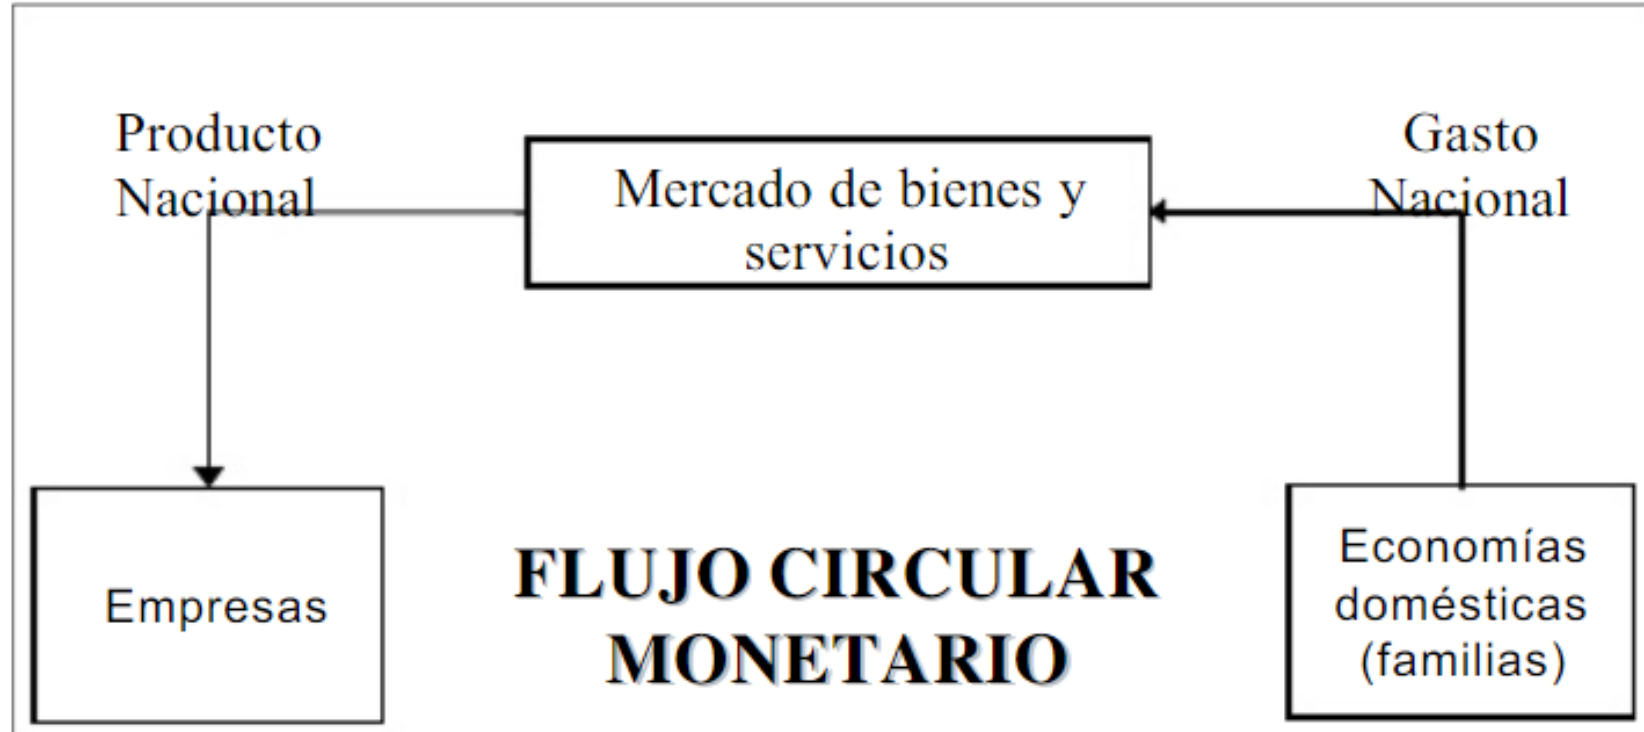 Producto
Nacional
Mercado de bienes y
servicios
Gasto
Nacional
Empresas
FLUJO CIRCULAR
MONETARIO
Economías
domésticas
(familias)